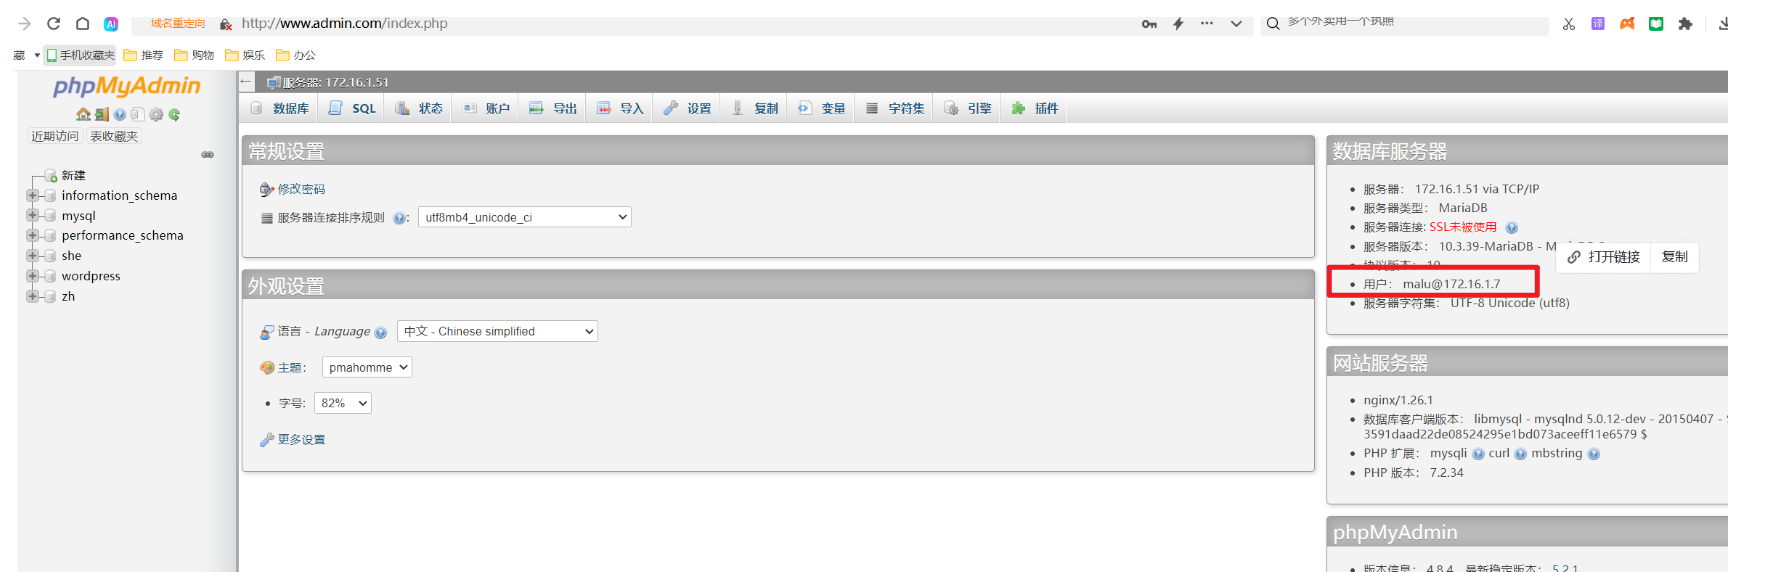 域名重定向 http://www.admin.com/index.php 多个外卖用一个执照
藏 手机收藏夹 推荐 购物 娱乐 办公
phpMyAdmin
近期访问 表收藏夹
新建
information_schema
mysql
performance_schema
she
wordpress
zh
服务器: 172.16.1.51
数据库 SQL 状态 账户 导出 导入 设置 复制 变量 字符集 引擎 插件
常规设置
修改密码
服务器连接排序规则 : utf8mb4_unicode_ci
外观设置
语言 - Language 中文 - Chinese simplified
主题: pmahomme
字号: 82%
更多设置
数据库服务器
服务器: 172.16.1.51 via TCP/IP
服务器类型: MariaDB
服务器连接: SSL未被使用
服务器版本: 10.3.39-MariaDB - M
打开链接 复制
协议版本: 10
用户: malu@172.16.1.7
服务器字符集: UTF-8 Unicode (utf8)
网站服务器
nginx/1.26.1
数据库客户端版本: libmysql - mysqlnd 5.0.12-dev - 20150407 -
3591daad22de08524295e1bd073aceeff11e6579 $
PHP 扩展: mysqli curl mbstring
PHP 版本: 7.2.34
phpMyAdmin
版本信息: 4.8.4, 最新稳定版本: 5.2.1